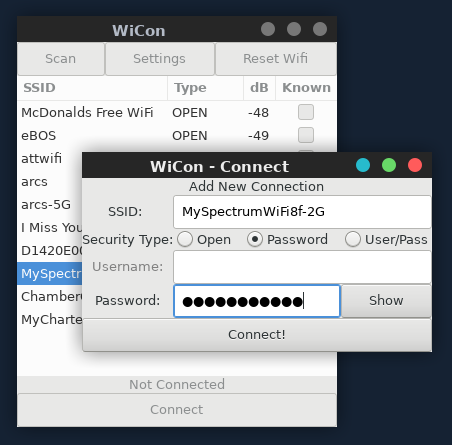 WiCon
Scan Settings Reset Wifi
SSID Type dB Known
McDonalds Free WiFi OPEN -48
eBOS OPEN -49
attwifi
arcs
arcs-5G
I Miss You
D1420E00
MySpectr
Chamber
MyCharte
Not Connected
Connect
WiCon - Connect
Add New Connection
SSID: MySpectrumWiFi8f-2G
Security Type: Open Password User/Pass
Username:
Password: ●●●●●●●●●●● Show
Connect!